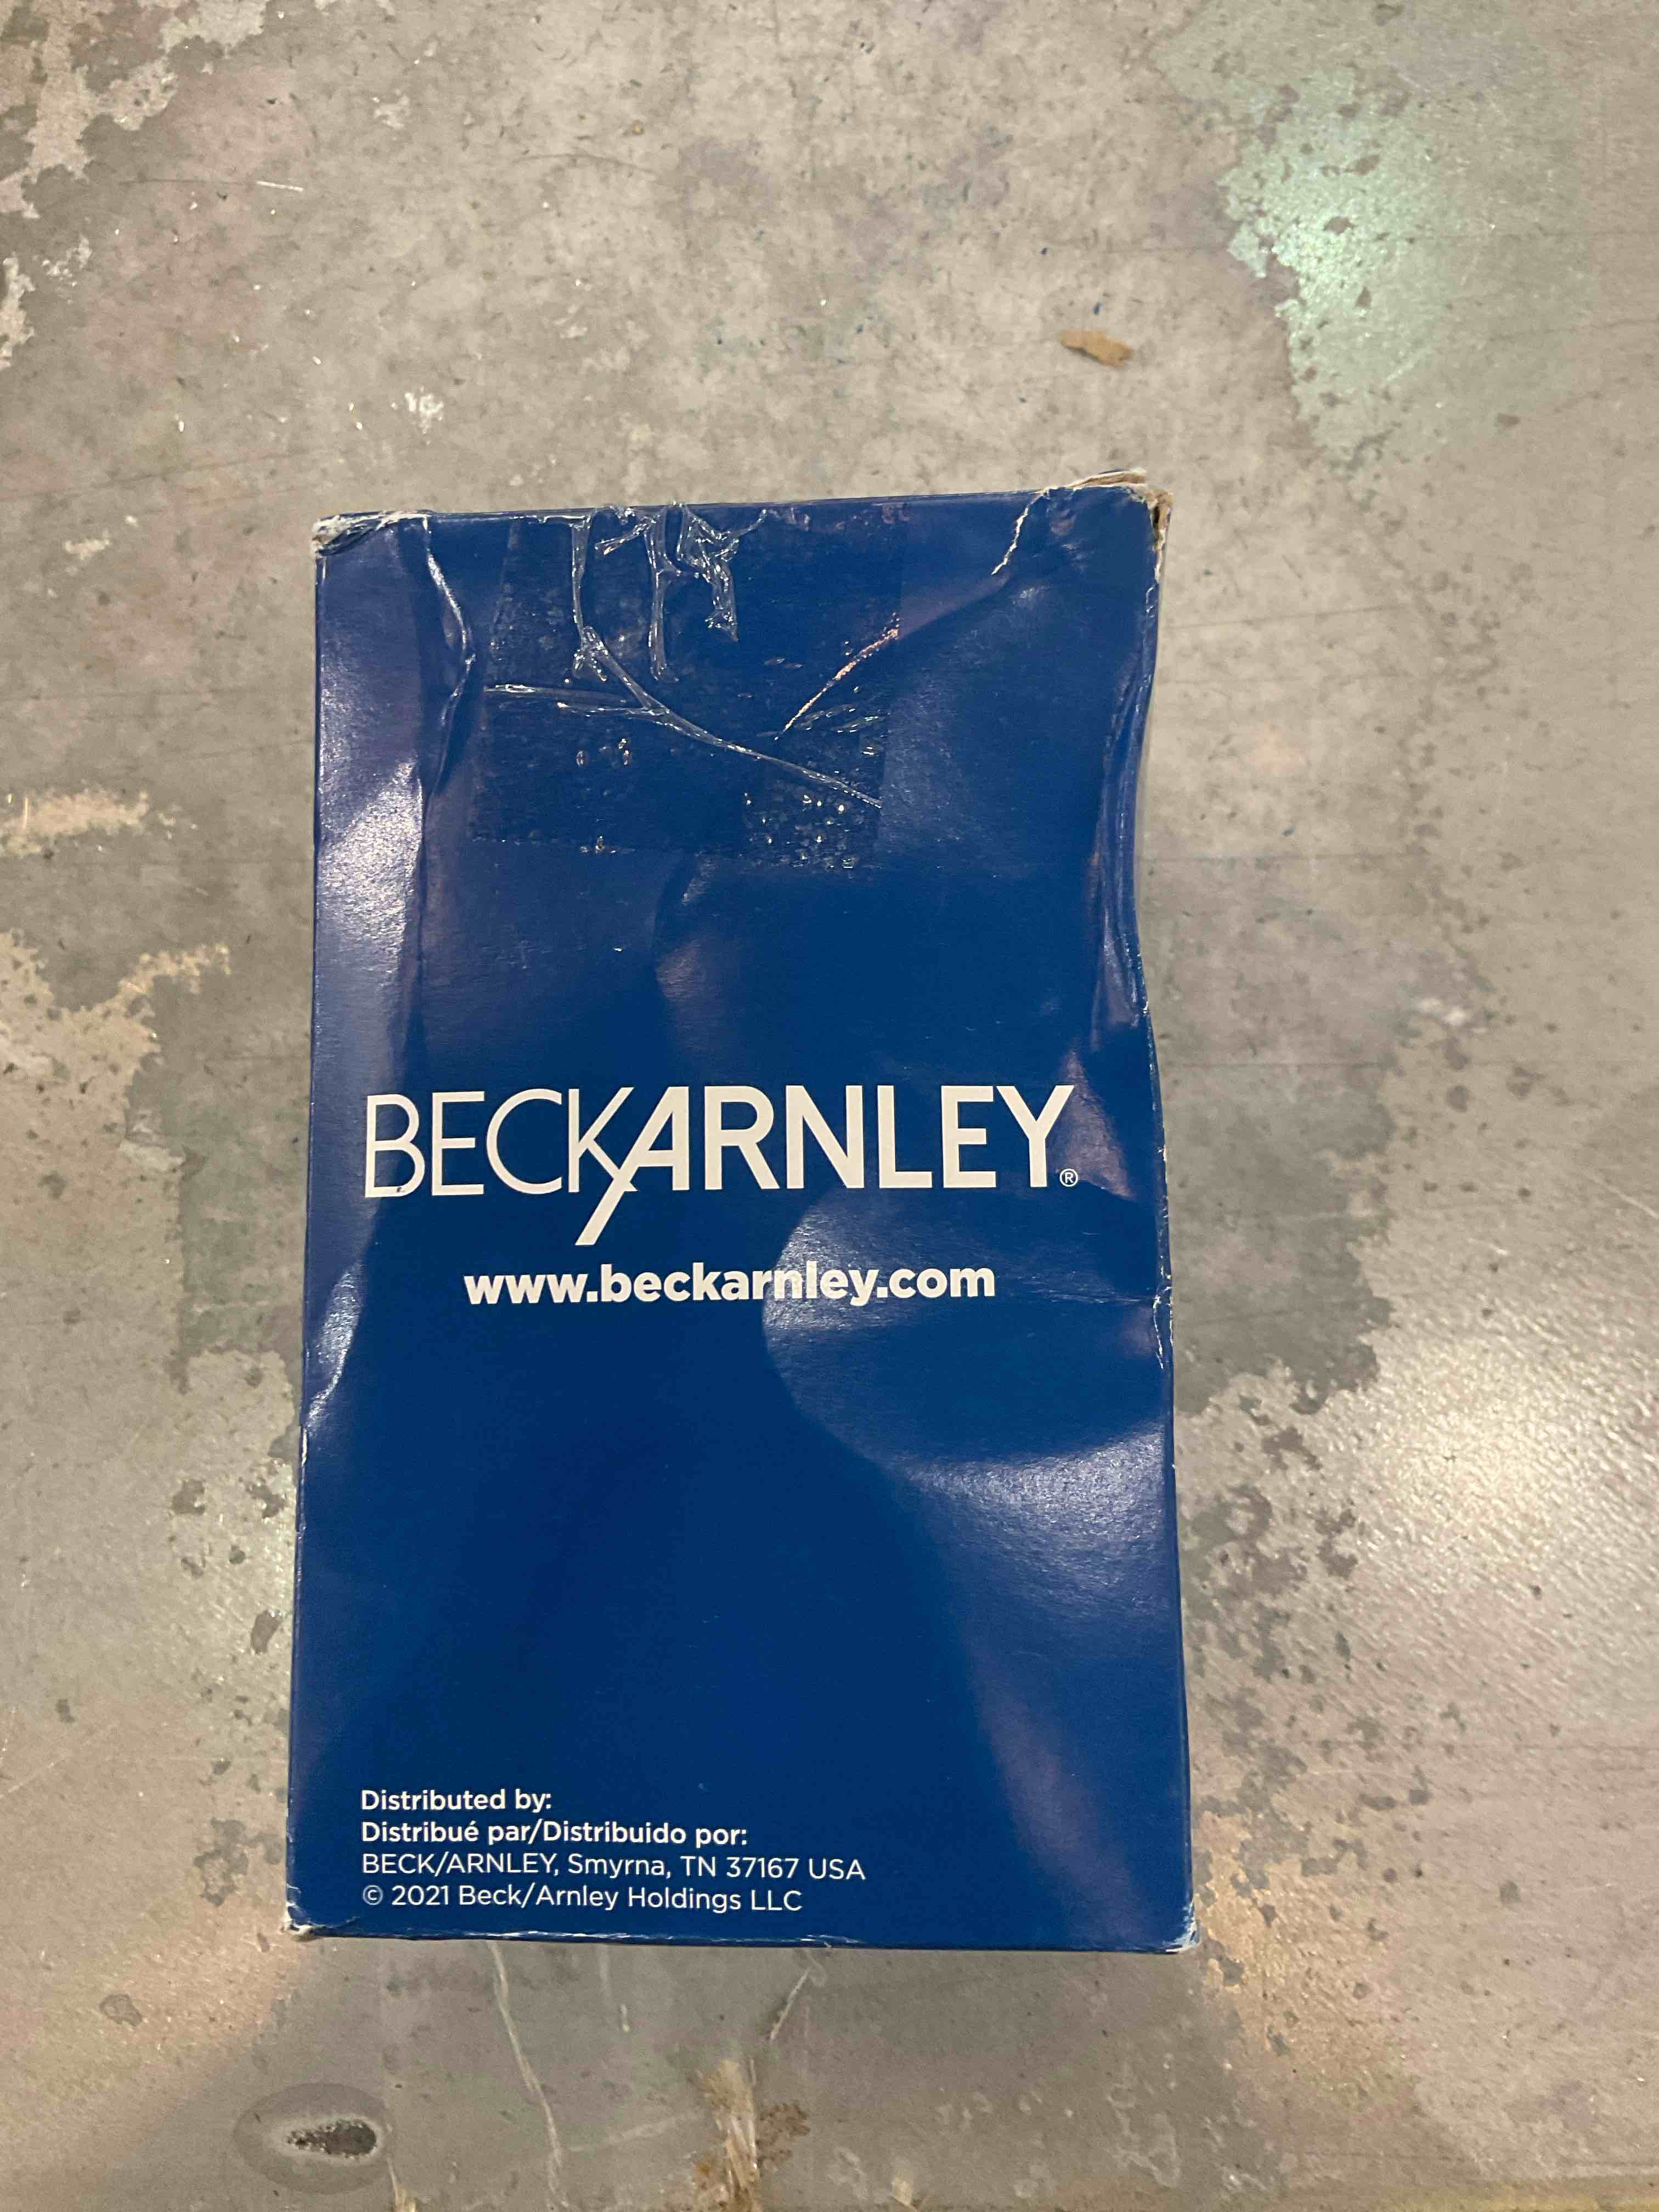 BECKARNLEY®
www.beckarnley.com
Distributed by:
Distribué par/Distribuido por:
BECK/ARNLEY, Smyrna, TN 37167 USA
© 2021 Beck/Arnley Holdings LLC